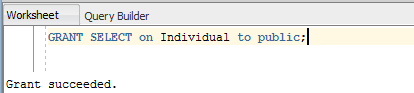 Worksheet Query Builder
GRANT SELECT on Individual to public;
Grant succeeded.